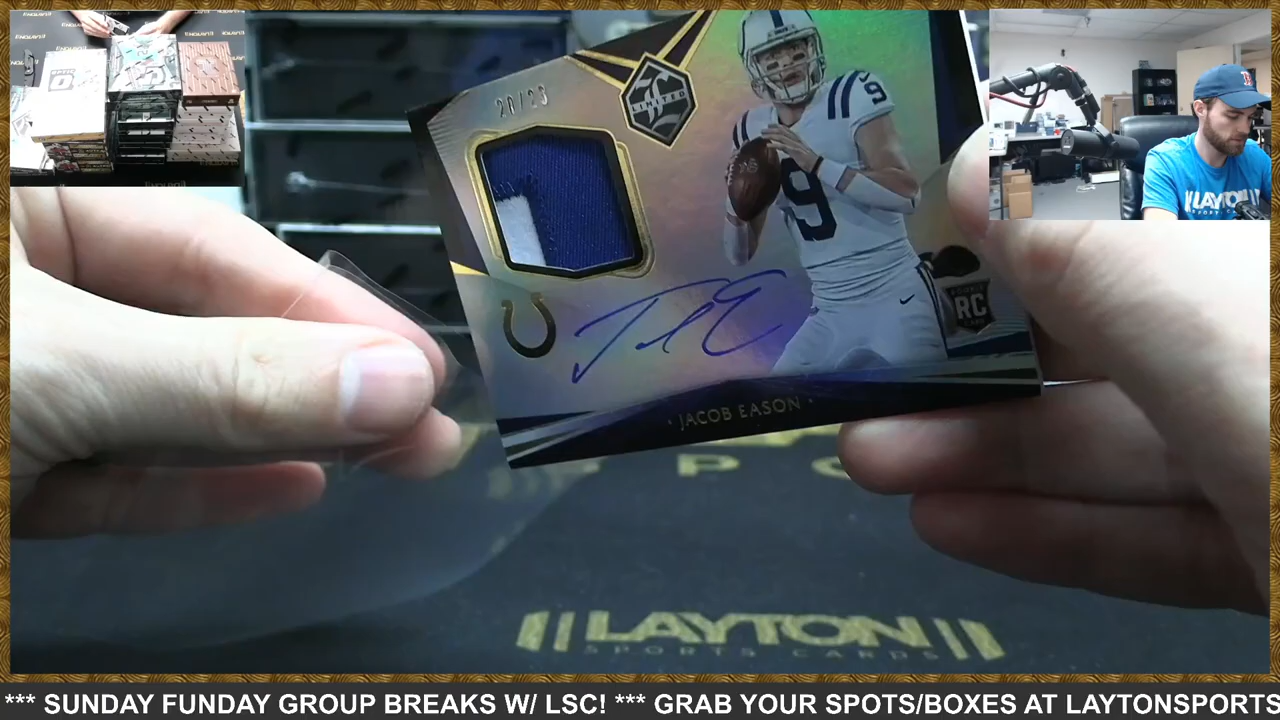 20/23
LIMITED
9
9
RC
JACOB EASON
LAYTON
LAYTON
SPORTS CARDS
*** SUNDAY FUNDAY GROUP BREAKS W/ LSC! *** GRAB YOUR SPOTS/BOXES AT LAYTONSPORTS